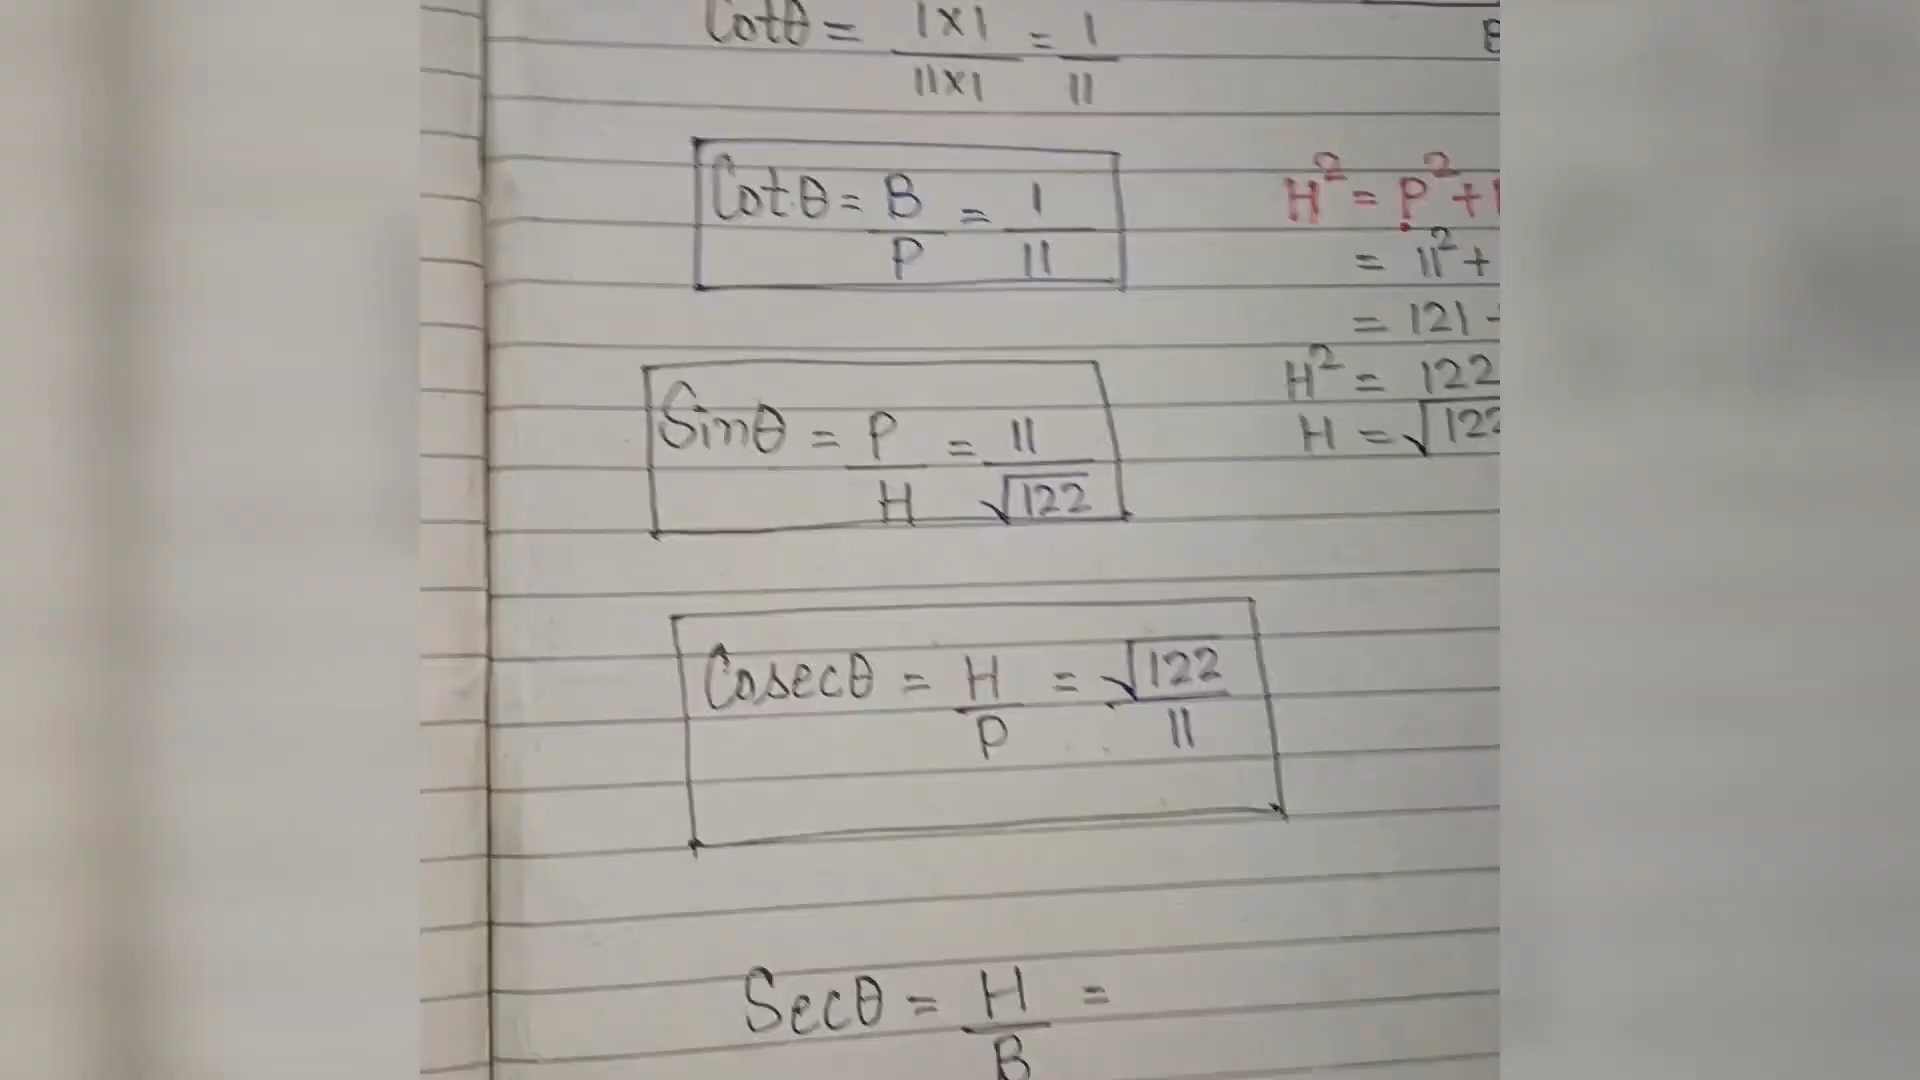 Cotθ = 1×1/11×1 = 1/11
Cotθ = B/P = 1/11
Sinθ = P/H = 11/√122
Cosecθ = H/P = √122/11
Secθ = H/B =
H² = P² +
= 11² +
= 121
H² = 122
H = √122